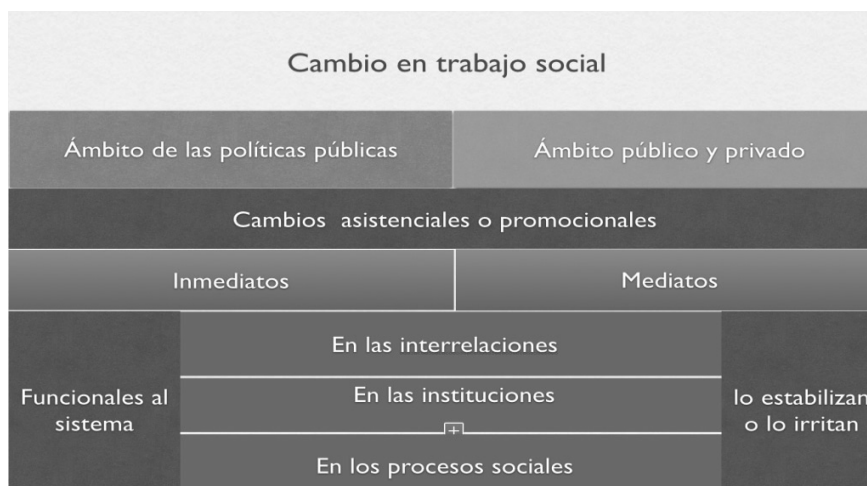 Cambio en trabajo social
Ámbito de las políticas públicas
Ámbito público y privado
Cambios asistenciales o promocionales
Inmediatos
Mediatos
En las interrelaciones
Funcionales al
sistema
En las instituciones
lo estabilizan
o lo irritan
En los procesos sociales